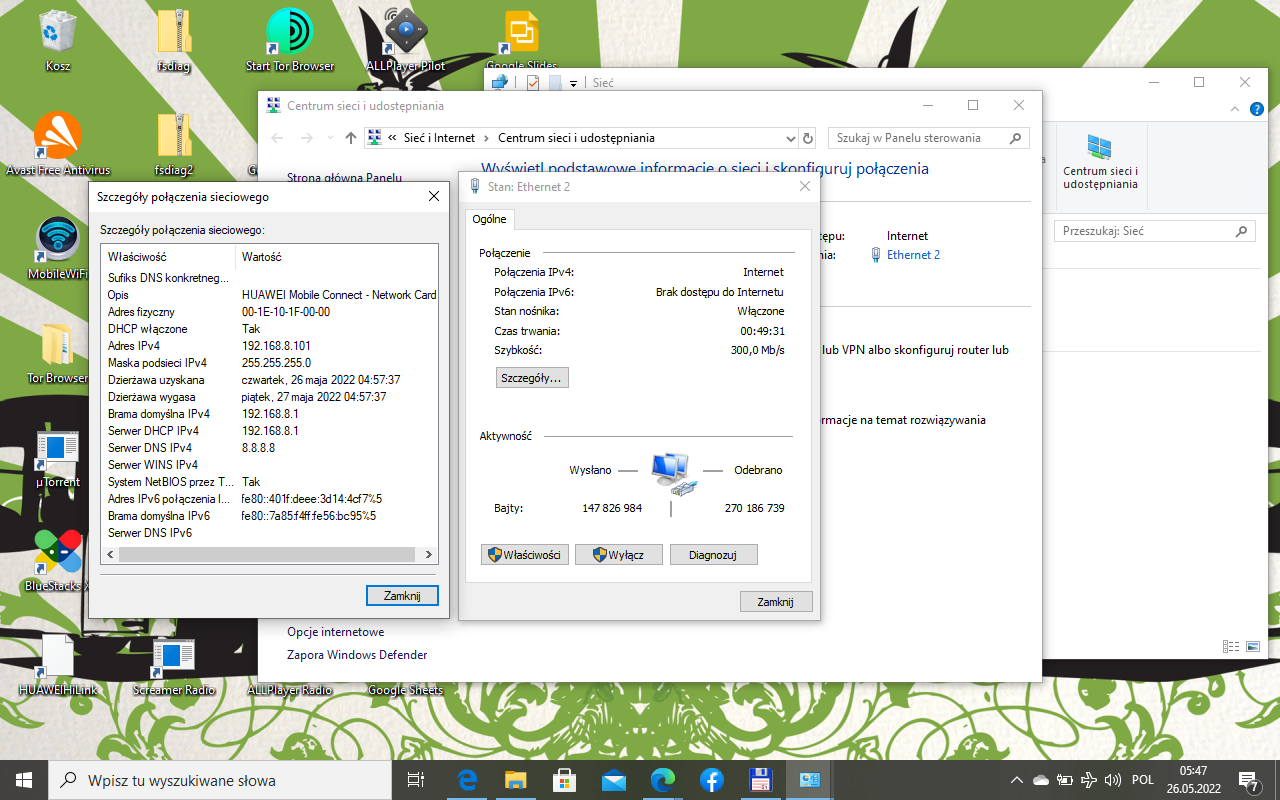 Kosz
fsdiag
Start Tor Browser
ALLPlayer Pilot
Google Slides
Avast Free Antivirus
fsdiag2
MobileWiFi
Tor Browser
µTorrent
BlueStacks X
HUAWEIHiLink
Screamer Radio
ALLPlayer Radio
Google Sheets
Sieć
Centrum sieci i
udostępniania
Przeszukaj: Sieć
Centrum sieci i udostępniania
« Sieć i Internet > Centrum sieci i udostępniania
Szukaj w Panelu sterowania
Strona główna Panelu
Wyświetl podstawowe informacje o sieci i skonfiguruj połączenia
tępu:
Internet
nia:
Ethernet 2
lub VPN albo skonfiguruj router lub
rmacje na temat rozwiązywania
Opcje internetowe
Zapora Windows Defender
Szczegóły połączenia sieciowego
Szczegóły połączenia sieciowego:
Właściwość Wartość
Sufiks DNS konkretneg...
Opis HUAWEI Mobile Connect - Network Card
Adres fizyczny 00-1E-10-1F-00-00
DHCP włączone Tak
Adres IPv4 192.168.8.101
Maska podsieci IPv4 255.255.255.0
Dzierżawa uzyskana czwartek, 26 maja 2022 04:57:37
Dzierżawa wygasa piątek, 27 maja 2022 04:57:37
Brama domyślna IPv4 192.168.8.1
Serwer DHCP IPv4 192.168.8.1
Serwer DNS IPv4 8.8.8.8
Serwer WINS IPv4
System NetBIOS przez T... Tak
Adres IPv6 połączenia l... fe80::401f:deee:3d14:4cf7%5
Brama domyślna IPv6 fe80::7a85:f4ff:fe56:bc95%5
Serwer DNS IPv6
Zamknij
Stan: Ethernet 2
Ogólne
Połączenie
Połączenia IPv4: Internet
Połączenia IPv6: Brak dostępu do Internetu
Stan nośnika: Włączone
Czas trwania: 00:49:31
Szybkość: 300,0 Mb/s
Szczegóły...
Aktywność
Wysłano — Odebrano
Bajty: 147 826 984 | 270 186 739
Właściwości Wyłącz Diagnozuj
Zamknij
Wpisz tu wyszukiwane słowa
POL
05:47
26.05.2022
7